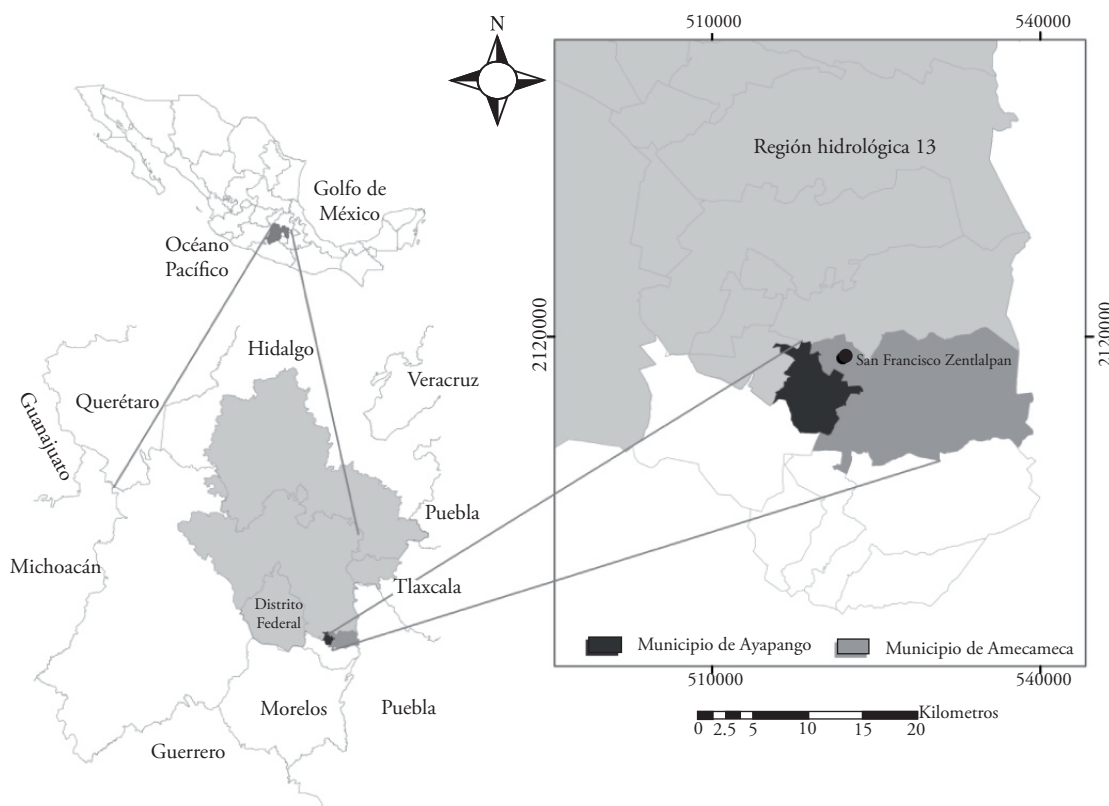 510000
540000
N
Región hidrológica 13
Golfo de
México
Océano
Pacífico
2120000
2120000
Hidalgo
San Francisco Zentlalpan
Veracruz
Querétaro
Guanajuato
Puebla
Michoacán
Tlaxcala
Distrito
Federal
Municipio de Ayapango
Municipio de Amecameca
510000
540000
Morelos
Puebla
Kilometros
0 2.5 5 10 15 20
Guerrero